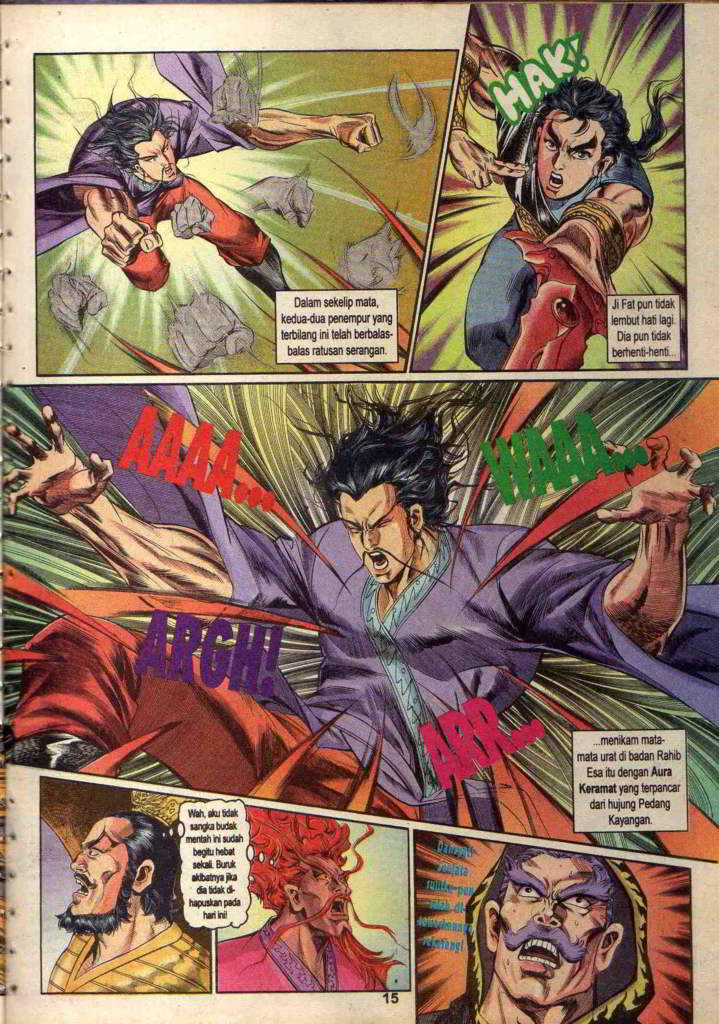 HAK!
Dalam sekelip mata,
kedua-dua penempur yang
terbilang ini telah berbalas-
balas ratusan serangan.
Ji Fat pun tidak
lembut hati lagi.
Dia pun tidak
berhenti-henti...
AAAA...
WAAA...
ARGH!
ARR...
...menikam mata-
mata urat di badan Rahib
Esa itu dengan Aura
Keramat yang terpancar
dari hujung Pedang
Kayangan.
Wah, aku tidak
sangka budak
mentah ini sudah
begitu hebat
sekali. Buruk
akibatnya jika
dia tidak di-
hapuskan pada
hari ini!
15